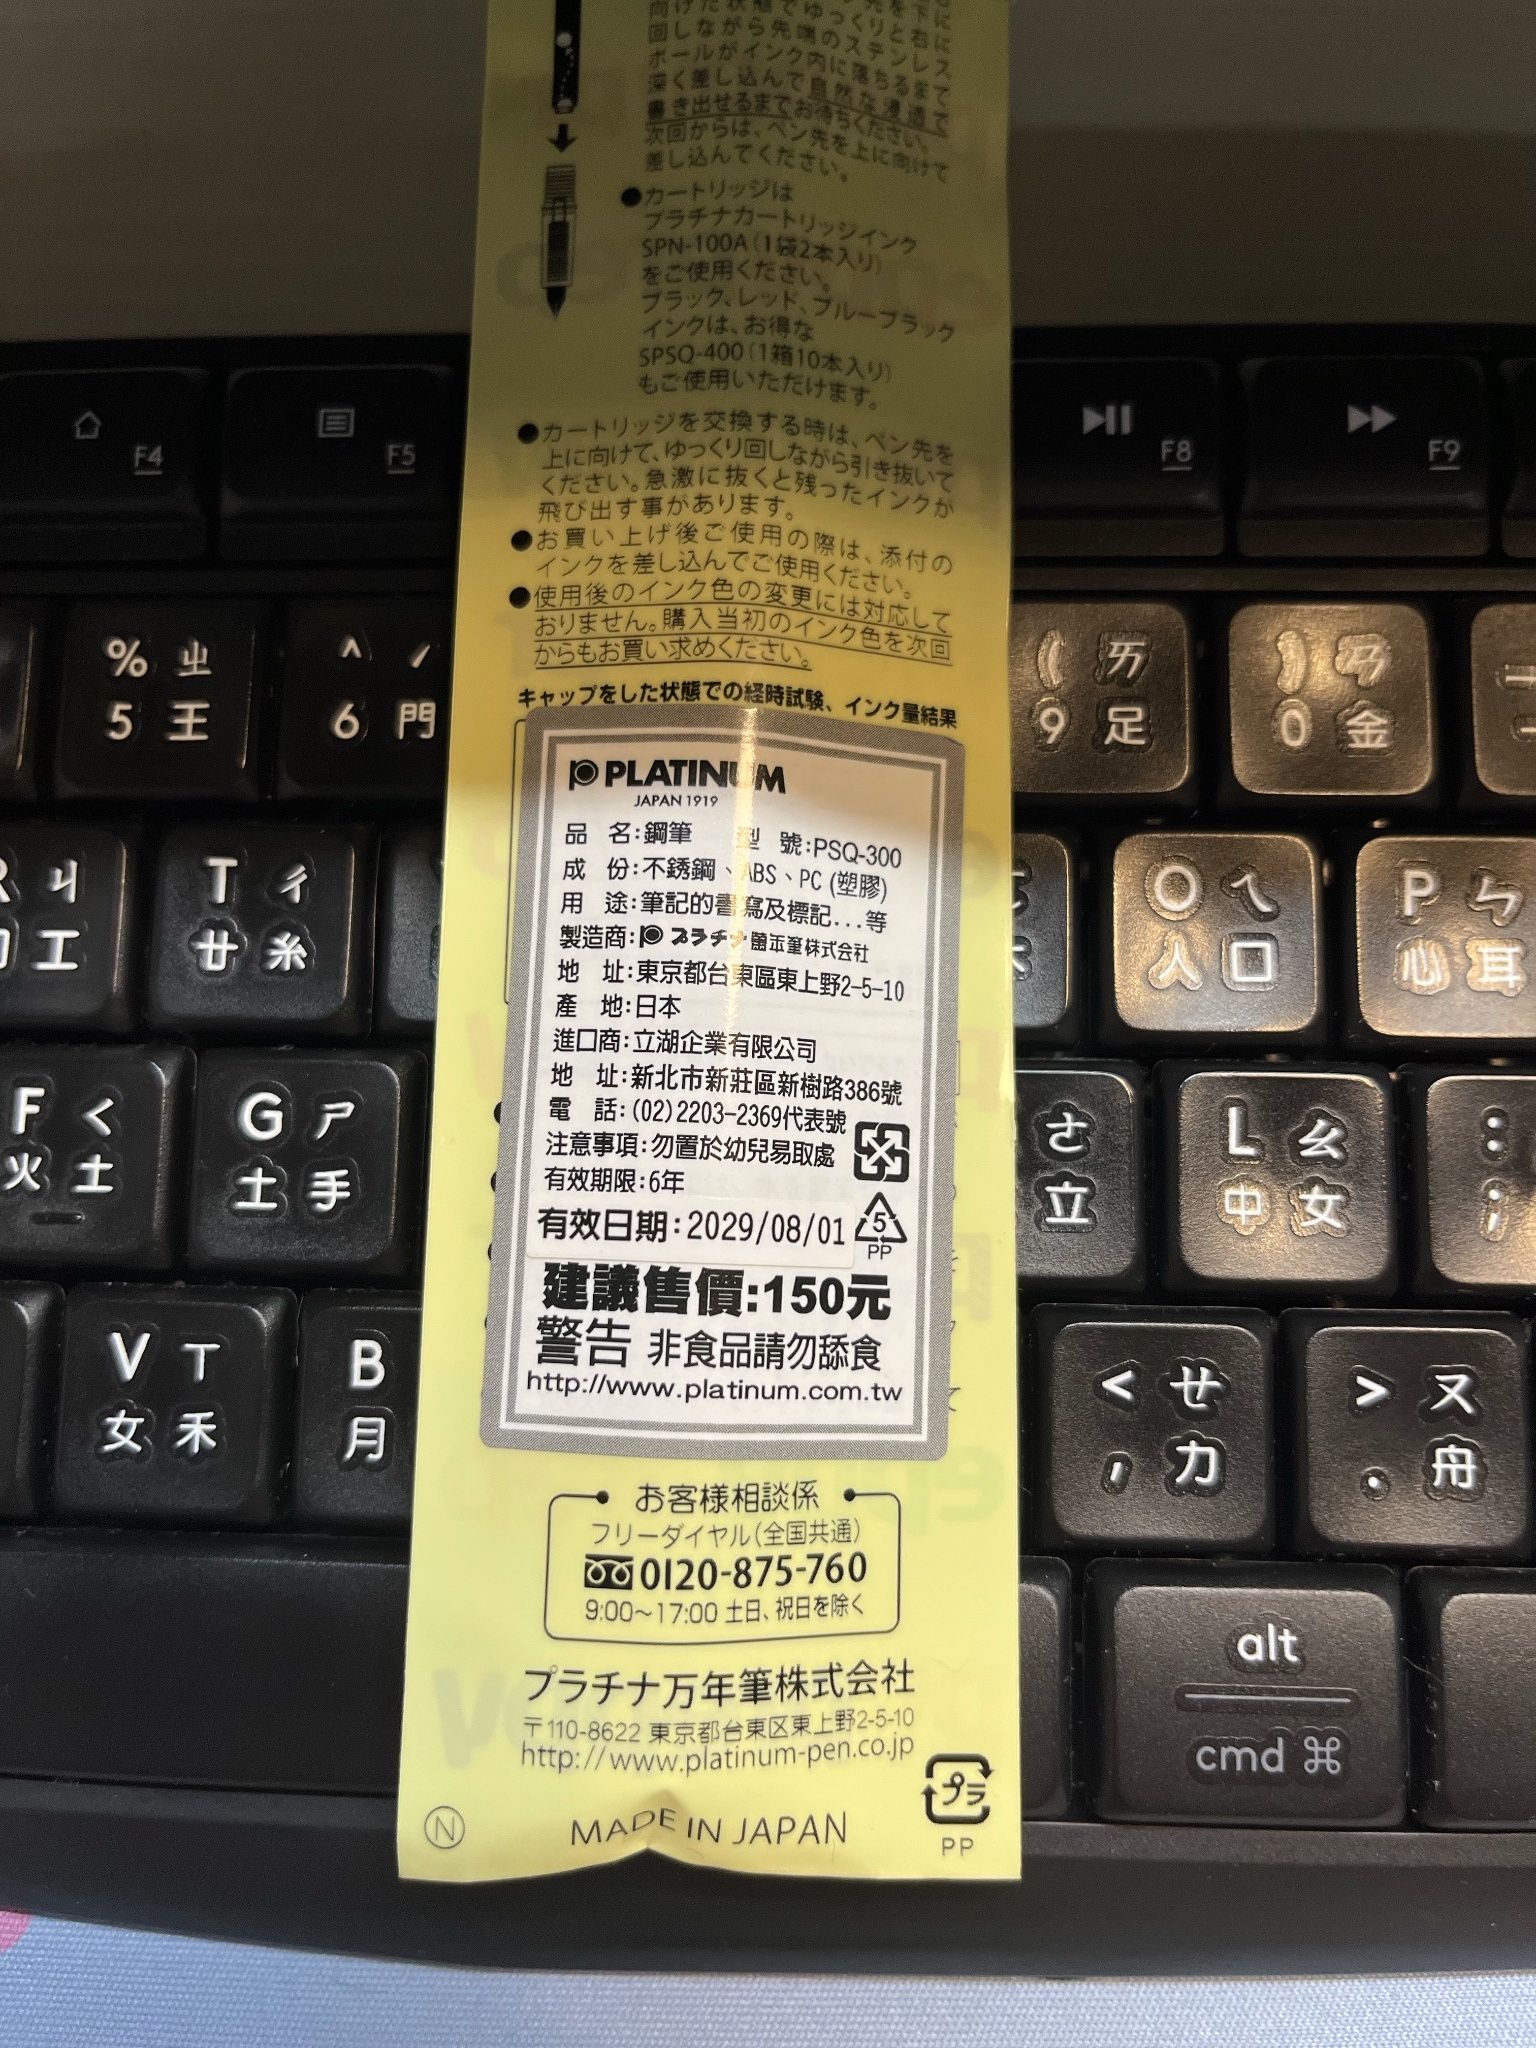 向けた状態でゆっくりと右に
回しながら先端のステンレス
ボールがインク内に落ちるまで
深く差し込んで自然な浸透で
書き出せるまでお待ちください。
次回からは、ペン先を上に向けて
差し込んでください。
●カートリッジは
プラチナカートリッジインク
SPN-100A(1袋2本入り)
をご使用ください。
ブラック、レッド、ブルーブラック
インクは、お得な
SPSQ-400(1箱10本入り)
もご使用いただけます。
●カートリッジを交換する時は、ペン先を
上に向けて、ゆっくり回しながら引き抜いて
ください。急激に抜くと残ったインクが
飛び出す事があります。
●お買い上げ後ご使用の際は、添付の
インクを差し込んでご使用ください。
●使用後のインク色の変更には対応して
おりません。購入当初のインク色を次回
からもお買い求めください。
キャップをした状態での経時試験、インク量結果
PLATINUM
JAPAN 1919
品 名:鋼筆 型 號:PSQ-300
成 份:不銹鋼、ABS、PC (塑膠)
用 途:筆記的書寫及標記...等
製造商:プラチナ萬年筆株式会社
地 址:東京都台東區東上野2-5-10
產 地:日本
進口商:立湖企業有限公司
地 址:新北市新莊區新樹路386號
電 話:(02)2203-2369代表號
注意事項:勿置於幼兒易取處
有效期限:6年
有效日期:2029/08/01
5
PP
建議售價:150元
警告 非食品請勿舔食
http://www.platinum.com.tw
お客様相談係
フリーダイヤル(全国共通)
0120-875-760
9:00～17:00 土日、祝日を除く
プラチナ万年筆株式会社
〒110-8622 東京都台東区東上野2-5-10
http://www.platinum-pen.co.jp
N
MADE IN JAPAN
プラ
PP
F4
F5
F8
F9
% ㄓ
5 王
^ ˊ
6 門
( ㄞ
9 足
) ㄢ
0 金
R ㄐ
口 工
T ㄔ
廿 糸
O ㄟ
人 口
P ㄣ
心 耳
F ㄑ
火 土
G ㄕ
土 手
ㄜ
立
L ㄠ
中 女
:
;
V ㄒ
女 禾
B
月
< ㄝ
, 力
> ㄡ
. 舟
alt
cmd ⌘